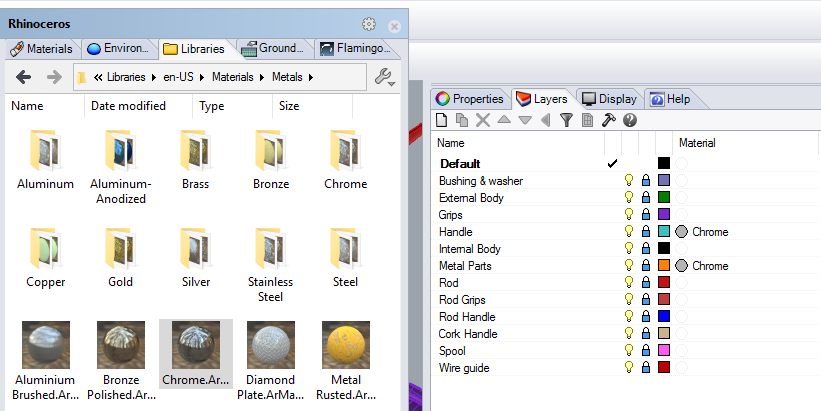 Rhinoceros
Materials Environ... Libraries Ground... Flamingo...
« Libraries en-US Materials Metals
Name Date modified Type Size
Aluminum Aluminum-Anodized Brass Bronze Chrome
Copper Gold Silver Stainless Steel Steel
Aluminium Brushed.Ar... Bronze Polished.Ar... Chrome.Ar... Diamond Plate.ArMa... Metal Rusted.Ar...
Properties Layers Display Help
Name Material
Default
Bushing & washer
External Body
Grips
Handle Chrome
Internal Body
Metal Parts Chrome
Rod
Rod Grips
Rod Handle
Cork Handle
Spool
Wire guide